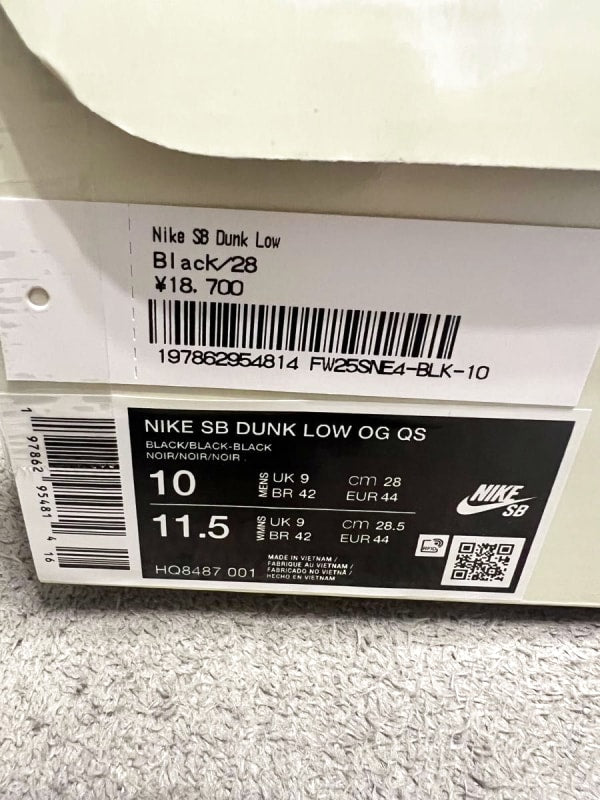 Nike SB Dunk Low
Black/28
¥18,700
197862954814 FW25SNE4-BLK-10
NIKE SB DUNK LOW OG QS
BLACK/BLACK-BLACK
NOIR/NOIR/NOIR
10 MENS UK 9 cm 28
BR 42 EUR 44
11.5 WMNS UK 9 cm 28.5
BR 42 EUR 44
NIKE
SB
RFID
HQ8487 001
MADE IN VIETNAM /
FABRIQUE AU VIETNAM /
FABRICADO NO VIETNÃ /
HECHO EN VIETNAM
1 97862 95481 4 16